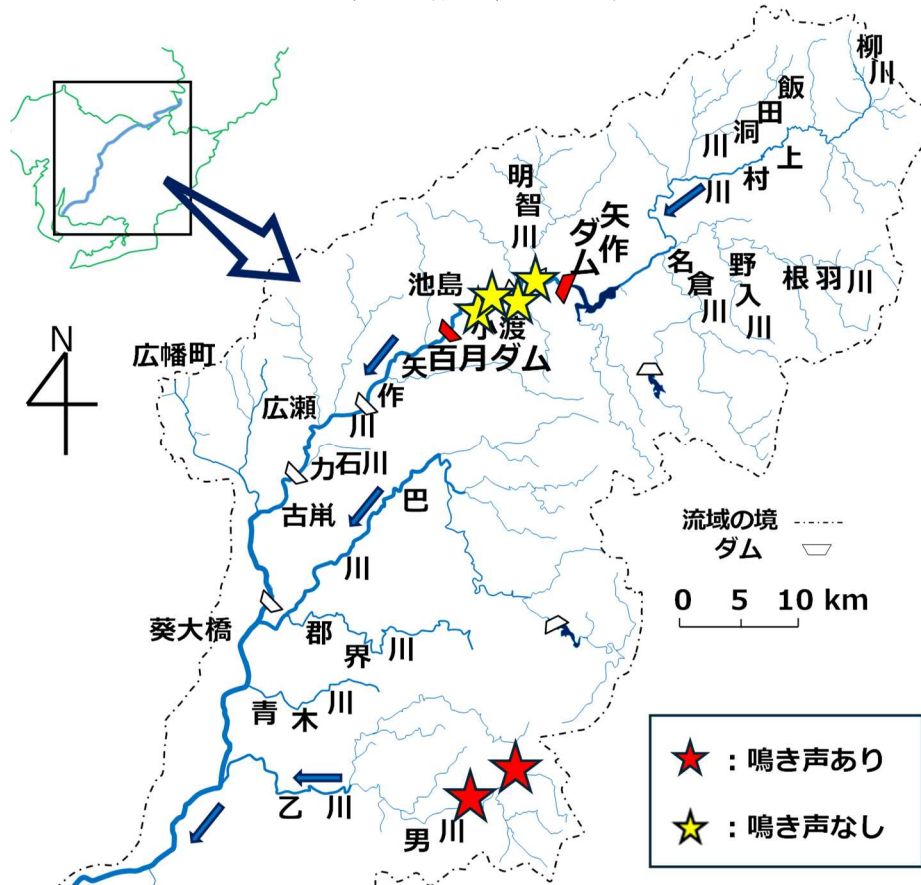 柳川
飯田洞川
上村川
明智川
矢作ダム
名倉川
野入川
根羽川
池島
小渡
百月ダム
N
広幡町
矢作川
広瀬
力石川
古鼡
巴川
流域の境
ダム
0 5 10 km
葵大橋
郡界川
青木川
乙川
男川
：鳴き声あり
：鳴き声なし